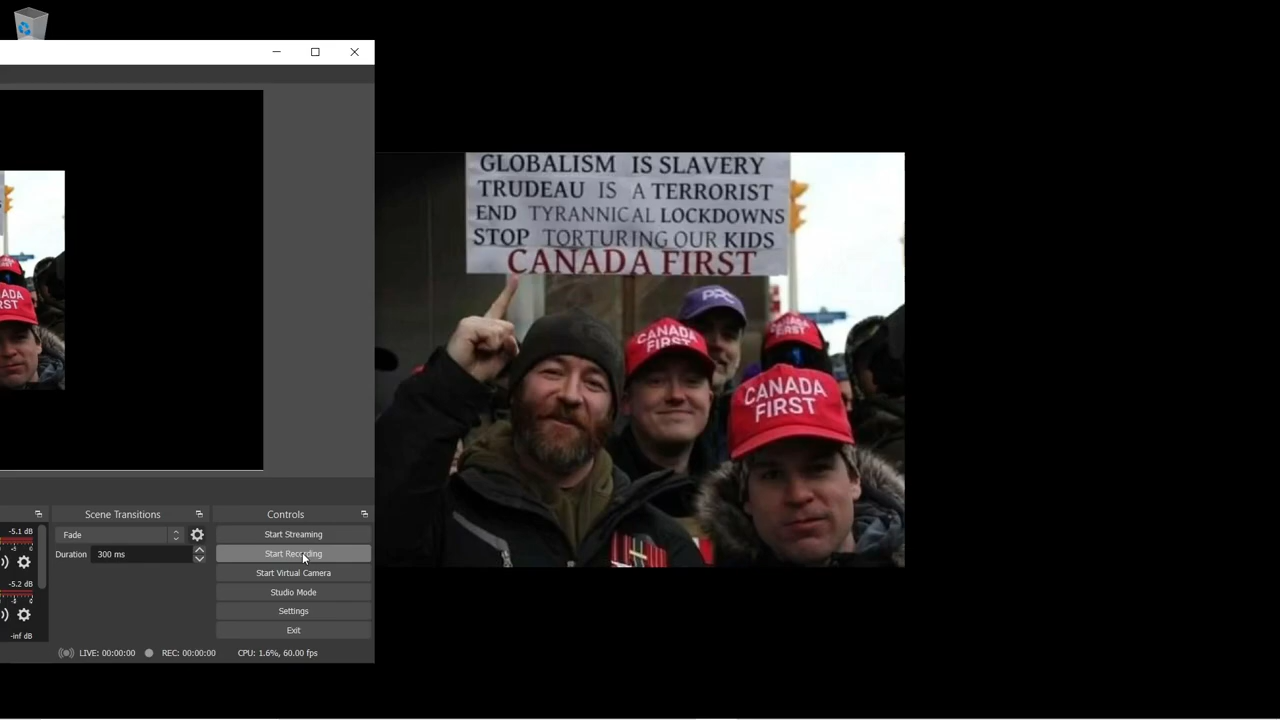 GLOBALISM IS SLAVERY
TRUDEAU IS A TERRORIST
END TYRANNICAL LOCKDOWNS
STOP TORTURING OUR KIDS
CANADA FIRST
PPC
CANADA
FIRST
CANADA
FIRST
CANADA
FIRST
-5.1 dB
-5.2 dB
-inf dB
Scene Transitions
Fade
Duration 300 ms
Controls
Start Streaming
Start Recording
Start Virtual Camera
Studio Mode
Settings
Exit
LIVE: 00:00:00 REC: 00:00:00 CPU: 1.6%, 60.00 fps